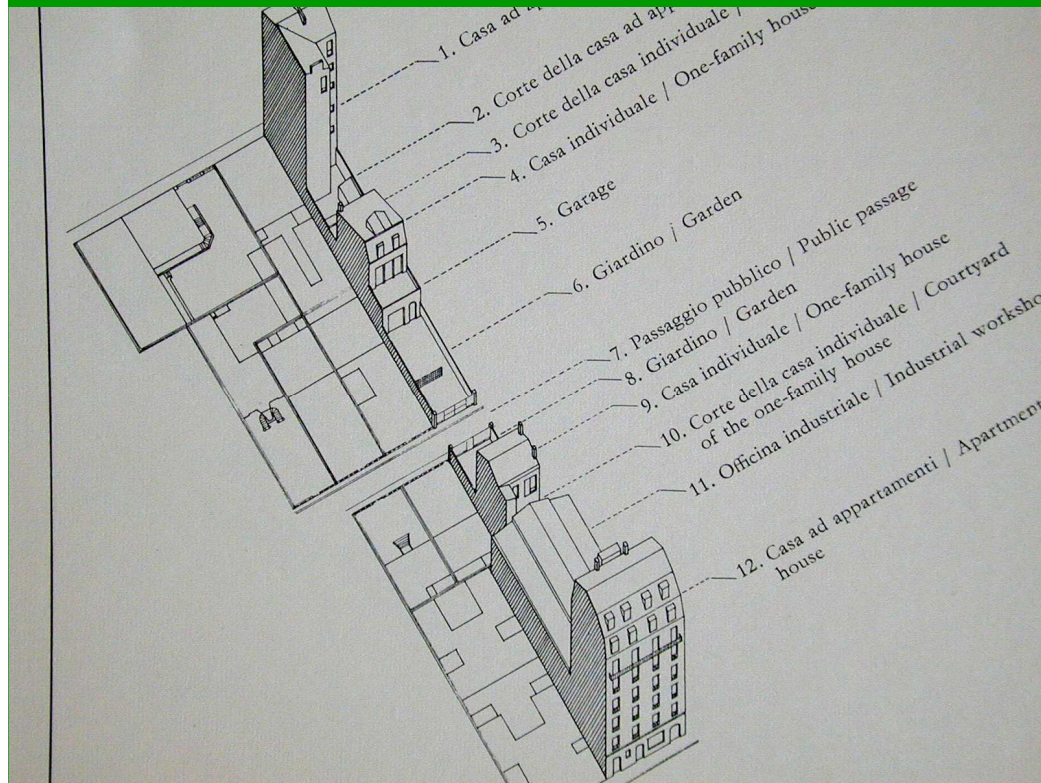 1. Casa ad
2. Corte della casa ad
3. Corte della casa individuale /
4. Casa individuale / One-family house
5. Garage
6. Giardino / Garden
7. Passaggio pubblico / Public passage
8. Giardino / Garden
9. Casa individuale / One-family house
10. Corte della casa individuale / Courtyard
of the one-family house
11. Officina industriale / Industrial
12. Casa ad appartamenti / Apartment
house